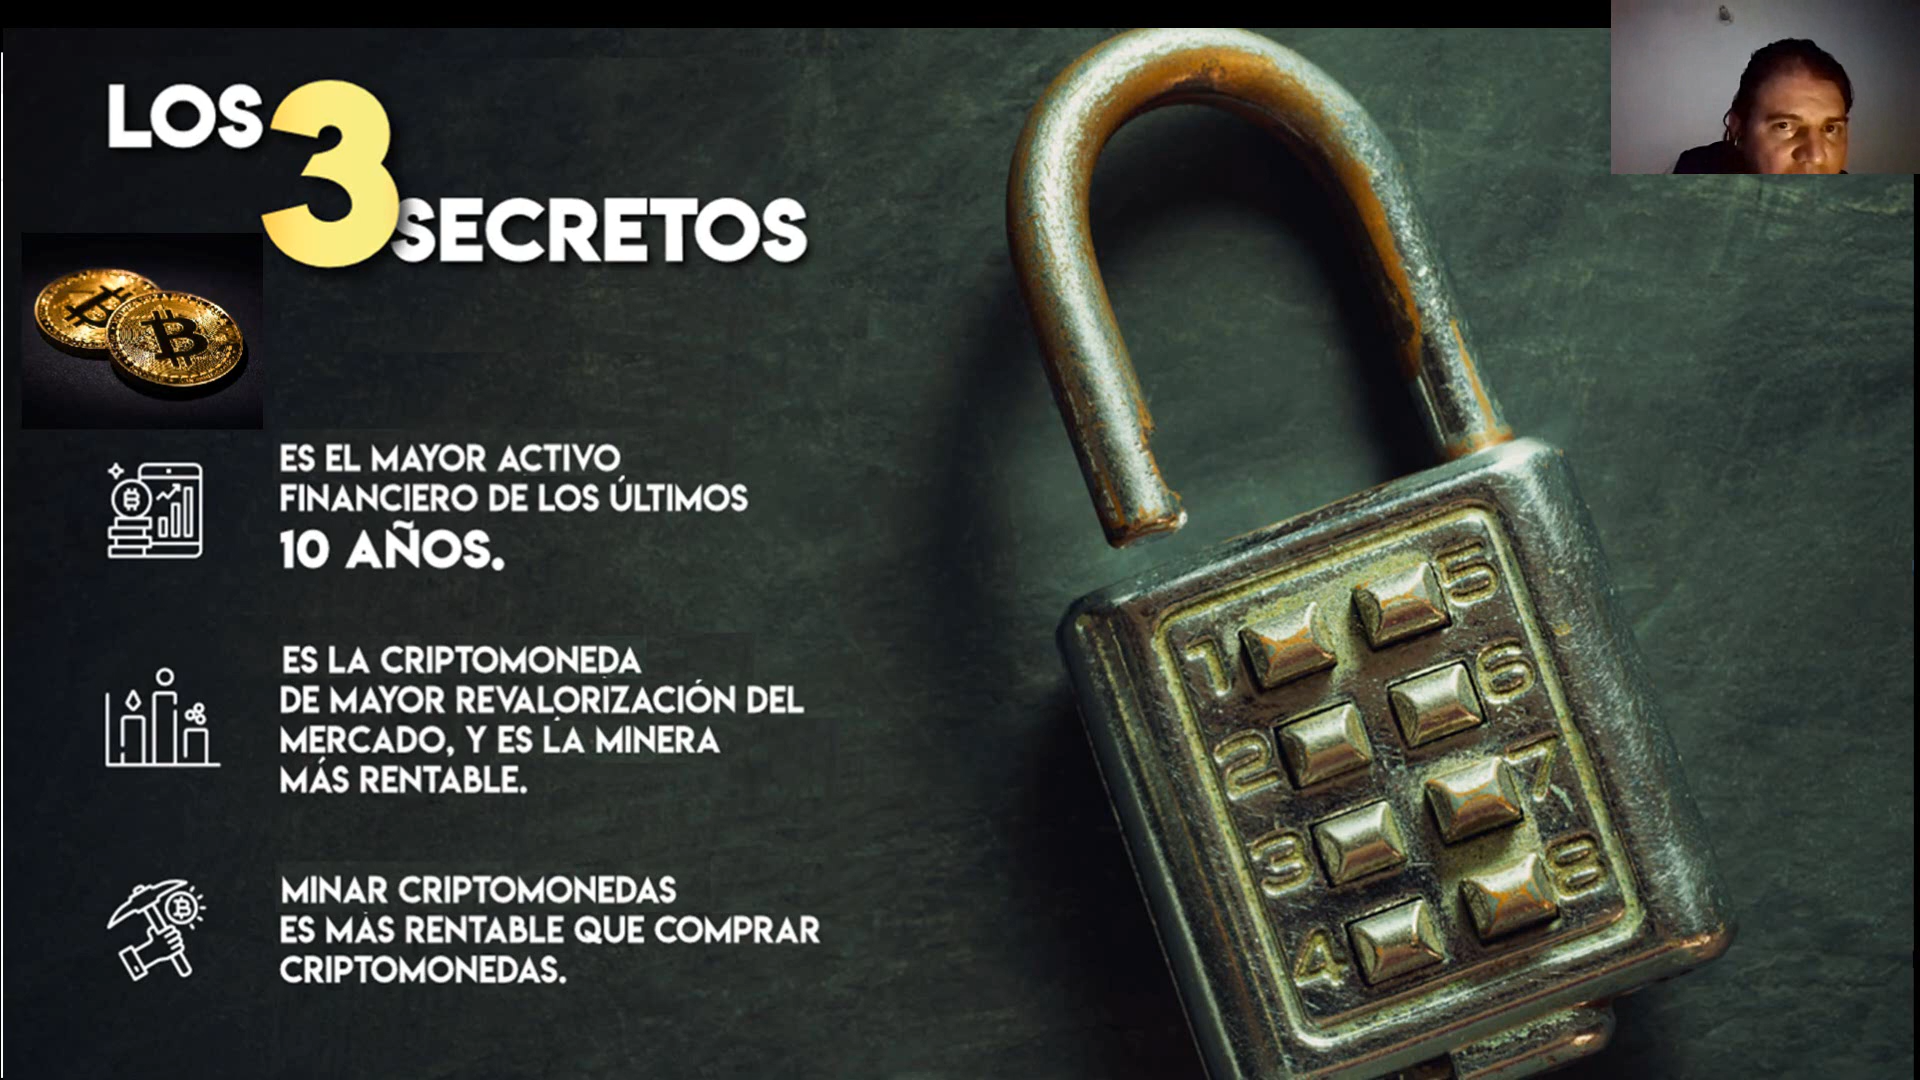 LOS 3
SECRETOS
ES EL MAYOR ACTIVO
FINANCIERO DE LOS ÚLTIMOS
10 AÑOS.
ES LA CRIPTOMONEDA
DE MAYOR REVALORIZACIÓN DEL
MERCADO, Y ES LA MINERA
MÁS RENTABLE.
MINAR CRIPTOMONEDAS
ES MÁS RENTABLE QUE COMPRAR
CRIPTOMONEDAS.
1 5
2 6
3 7
4 8